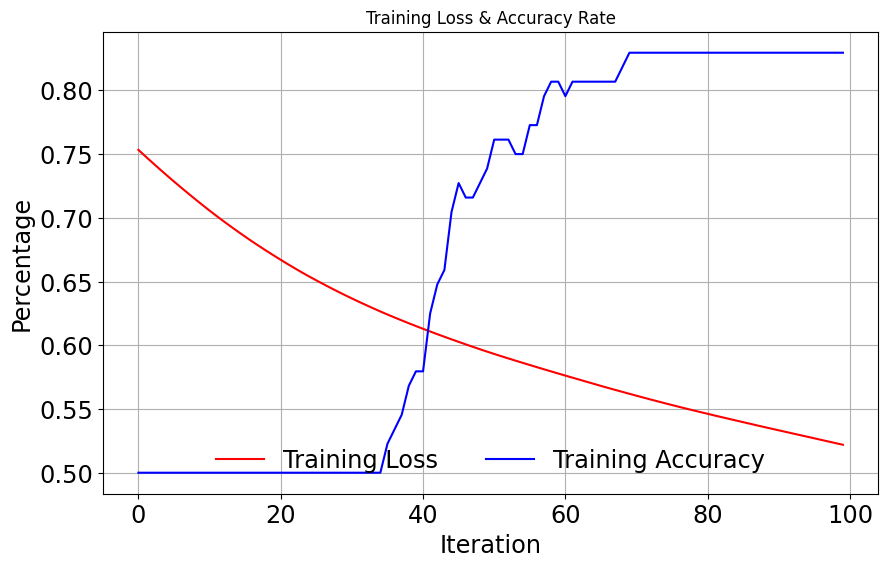 Training Loss & Accuracy Rate
Percentage
0.80
0.75
0.70
0.65
0.60
0.55
0.50
Training Loss
Training Accuracy
0
20
40
60
80
100
Iteration